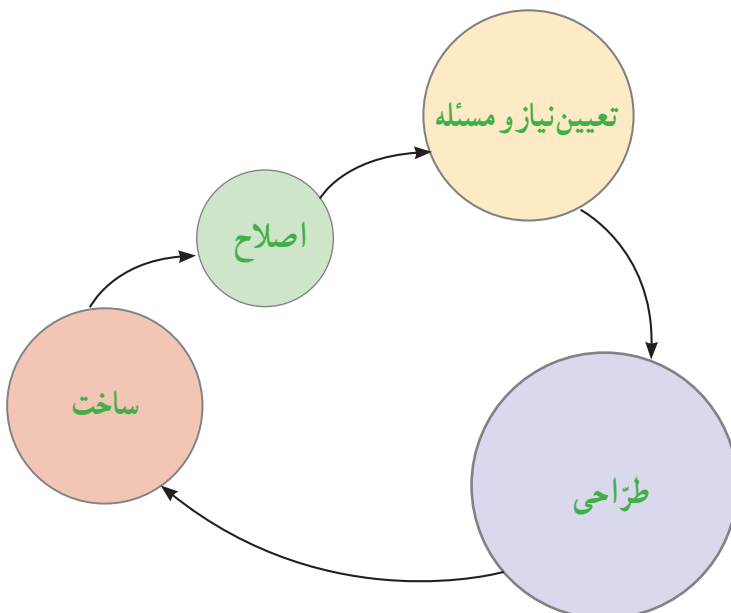 تعیین نیاز و مسئله
اصلاح
ساخت
طرّاحی